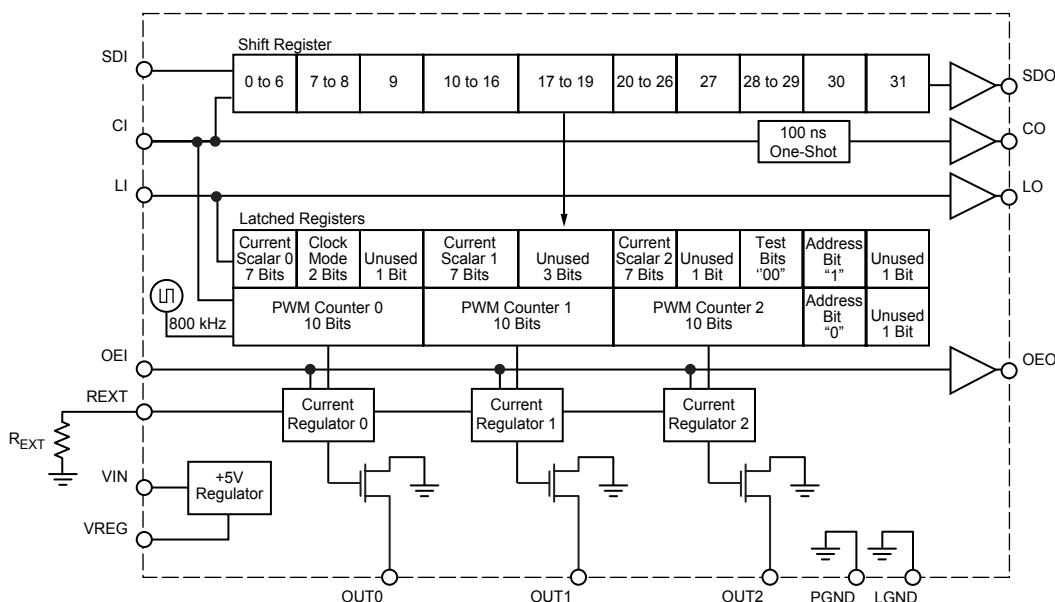 Shift Register
SDI
0 to 6
7 to 8
9
10 to 16
17 to 19
20 to 26
27
28 to 29
30
31
SDO
CI
100 ns
One-Shot
CO
LI
LO
Latched Registers
Current
Scalar 0
7 Bits
Clock
Mode
2 Bits
Unused
1 Bit
Current
Scalar 1
7 Bits
Unused
3 Bits
Current
Scalar 2
7 Bits
Unused
1 Bit
Test
Bits
‘'00”
Address
Bit
“1”
Unused
1 Bit
800 kHz
PWM Counter 0
10 Bits
PWM Counter 1
10 Bits
PWM Counter 2
10 Bits
Address
Bit
“0”
Unused
1 Bit
OEI
OEO
REXT
Current
Regulator 0
Current
Regulator 1
Current
Regulator 2
REXT
VIN
+5V
Regulator
VREG
OUT0
OUT1
OUT2
PGND
LGND